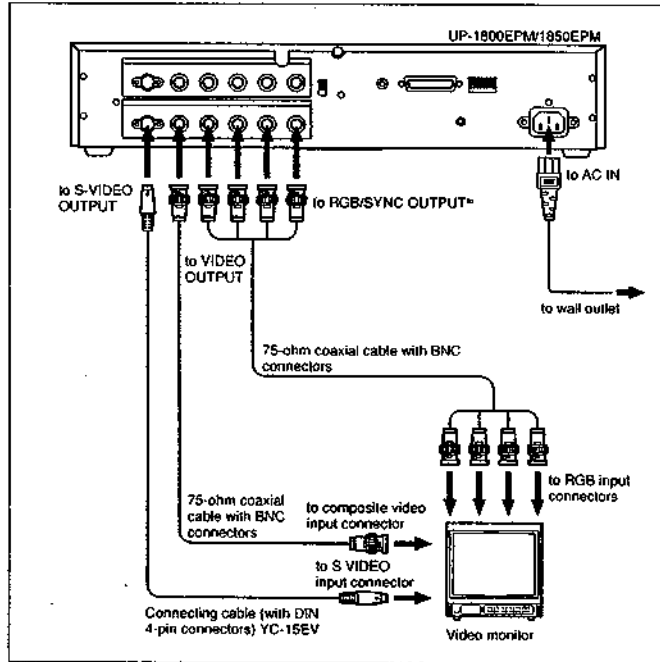 UP-1800EPM/1850EPM
to S-VIDEO
OUTPUT
to RGB/SYNC OUTPUT
to AC IN
to VIDEO
OUTPUT
to wall outlet
75-ohm coaxial cable with BNC
connectors
to RGB input
connectors
75-ohm coaxial
cable with BNC
connectors
to composite video
input connector
to S VIDEO
input connector
Connecting cable (with DIN
4-pin connectors) YC-15EV
Video monitor